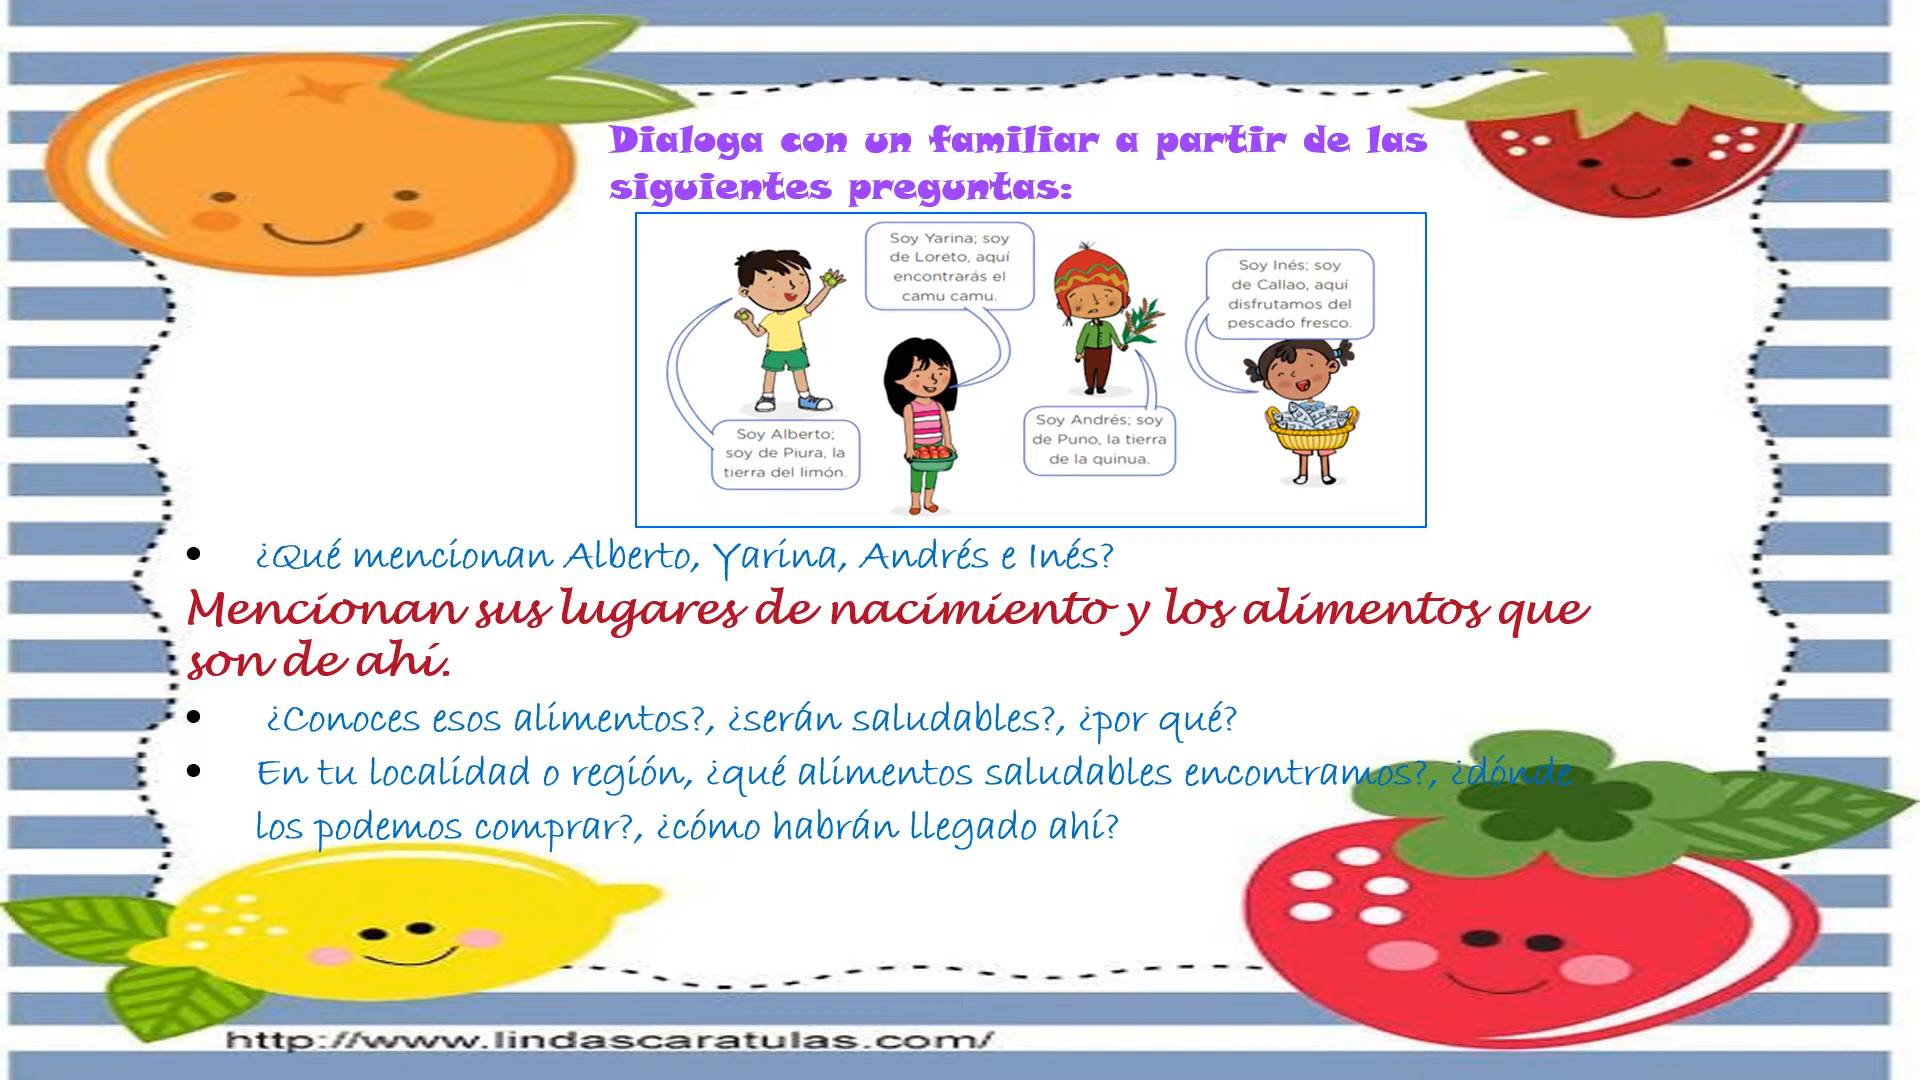 Dialoga con un familiar a partir de las
siguientes preguntas:
Soy Yarina; soy
de Loreto, aquí
encontrarás el
camu camu.
Soy Inés; soy
de Callao, aquí
disfrutamos del
pescado fresco.
Soy Alberto;
soy de Piura, la
tierra del limón.
Soy Andrés; soy
de Puno, la tierra
de la quinua.
• ¿Qué mencionan Alberto, Yarina, Andrés e Inés?
Mencionan sus lugares de nacimiento y los alimentos que
son de ahí.
• ¿Conoces esos alimentos?, ¿serán saludables?, ¿por qué?
• En tu localidad o región, ¿qué alimentos saludables encontramos?, ¿dónde
los podemos comprar?, ¿cómo habrán llegado ahí?
http://www.lindascaratulas.com/